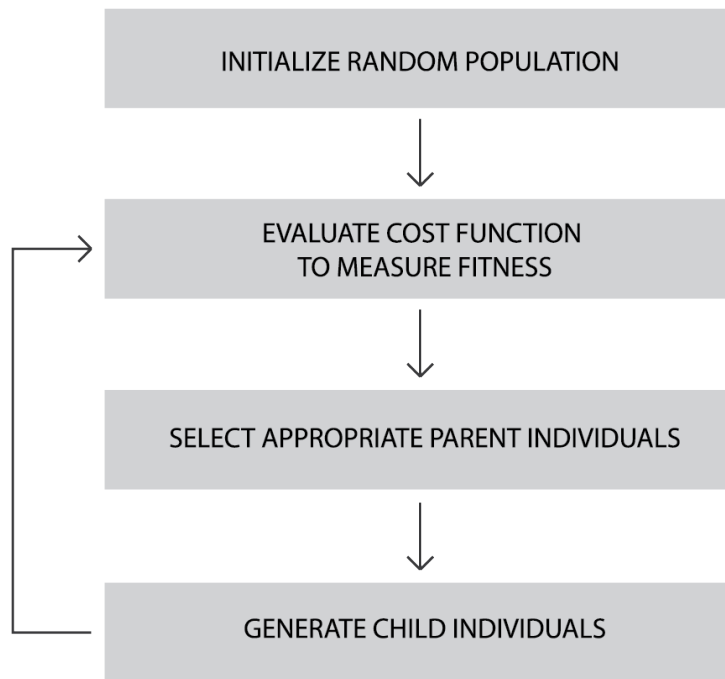 INITIALIZE RANDOM POPULATION
EVALUATE COST FUNCTION
TO MEASURE FITNESS
SELECT APPROPRIATE PARENT INDIVIDUALS
GENERATE CHILD INDIVIDUALS